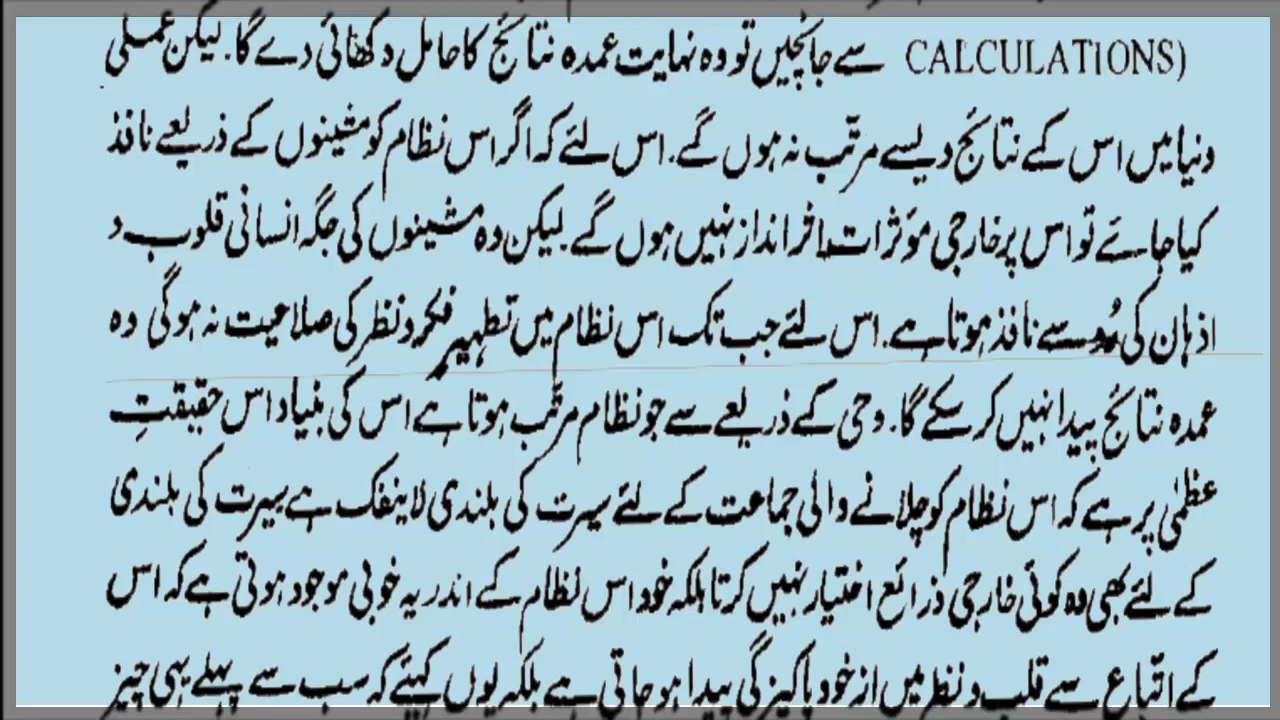 CALCULATIONS) سے جانچیں تو وہ نہایت عمدہ نتائج کا حامل دکھائی دے گا۔ لیکن عملی
دنیا میں اس کے نتائج ویسے مرتّب نہ ہوں گے۔ اس لئے کہ اگر اس نظام کو مشینوں کے ذریعے نافذ
کیا جائے تو اس پر خارجی مؤثرات اثر انداز نہیں ہوں گے۔ لیکن وہ مشینوں کی جگہ انسانی قلوب و
اذہان کی رُو سے نافذ ہوتا ہے۔ اس لئے جب تک اس نظام میں تطہیرِ فکر و نظر کی صلاحیت نہ ہوگی وہ
عمدہ نتائج پیدا نہیں کر سکے گا۔ وحی کے ذریعے سے جو نظام مرتّب ہوتا ہے اس کی بنیاد اس حقیقتِ
عظمٰی پر ہے کہ اس نظام کو چلانے والی جماعت کے لئے سیرت کی بلندی لاینفک ہے سیرت کی بلندی
کے لئے بھی وہ کوئی خارجی ذرائع اختیار نہیں کرتا بلکہ خود اس نظام کے اندر یہ خوبی موجود ہوتی ہے کہ اس
کے اتباع سے قلب و نظر میں از خود پاکیزگی پیدا ہو جاتی ہے بلکہ یوں کہئے کہ سب سے پہلے یہی چیز